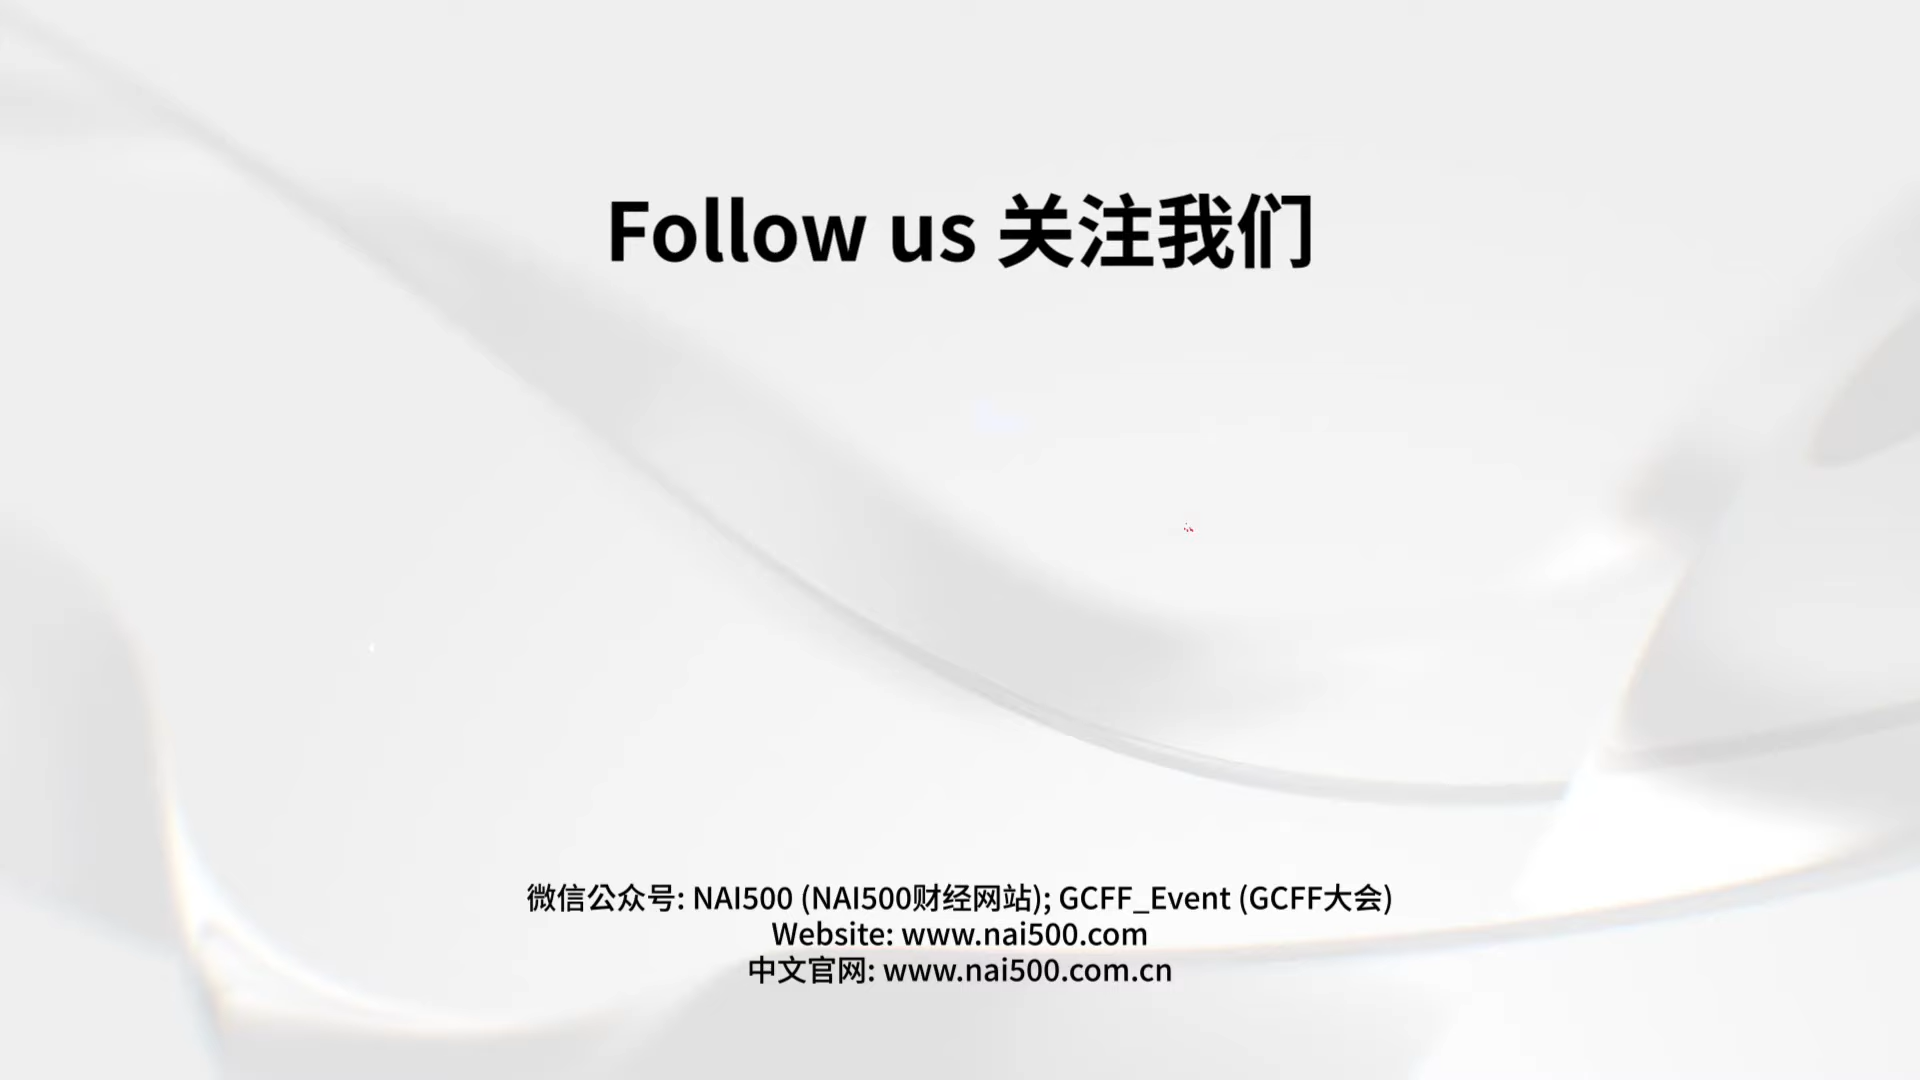 Follow us 关注我们
微信公众号: NAI500 (NAI500财经网站); GCFF_Event (GCFF大会)
Website: www.nai500.com
中文官网: www.nai500.com.cn